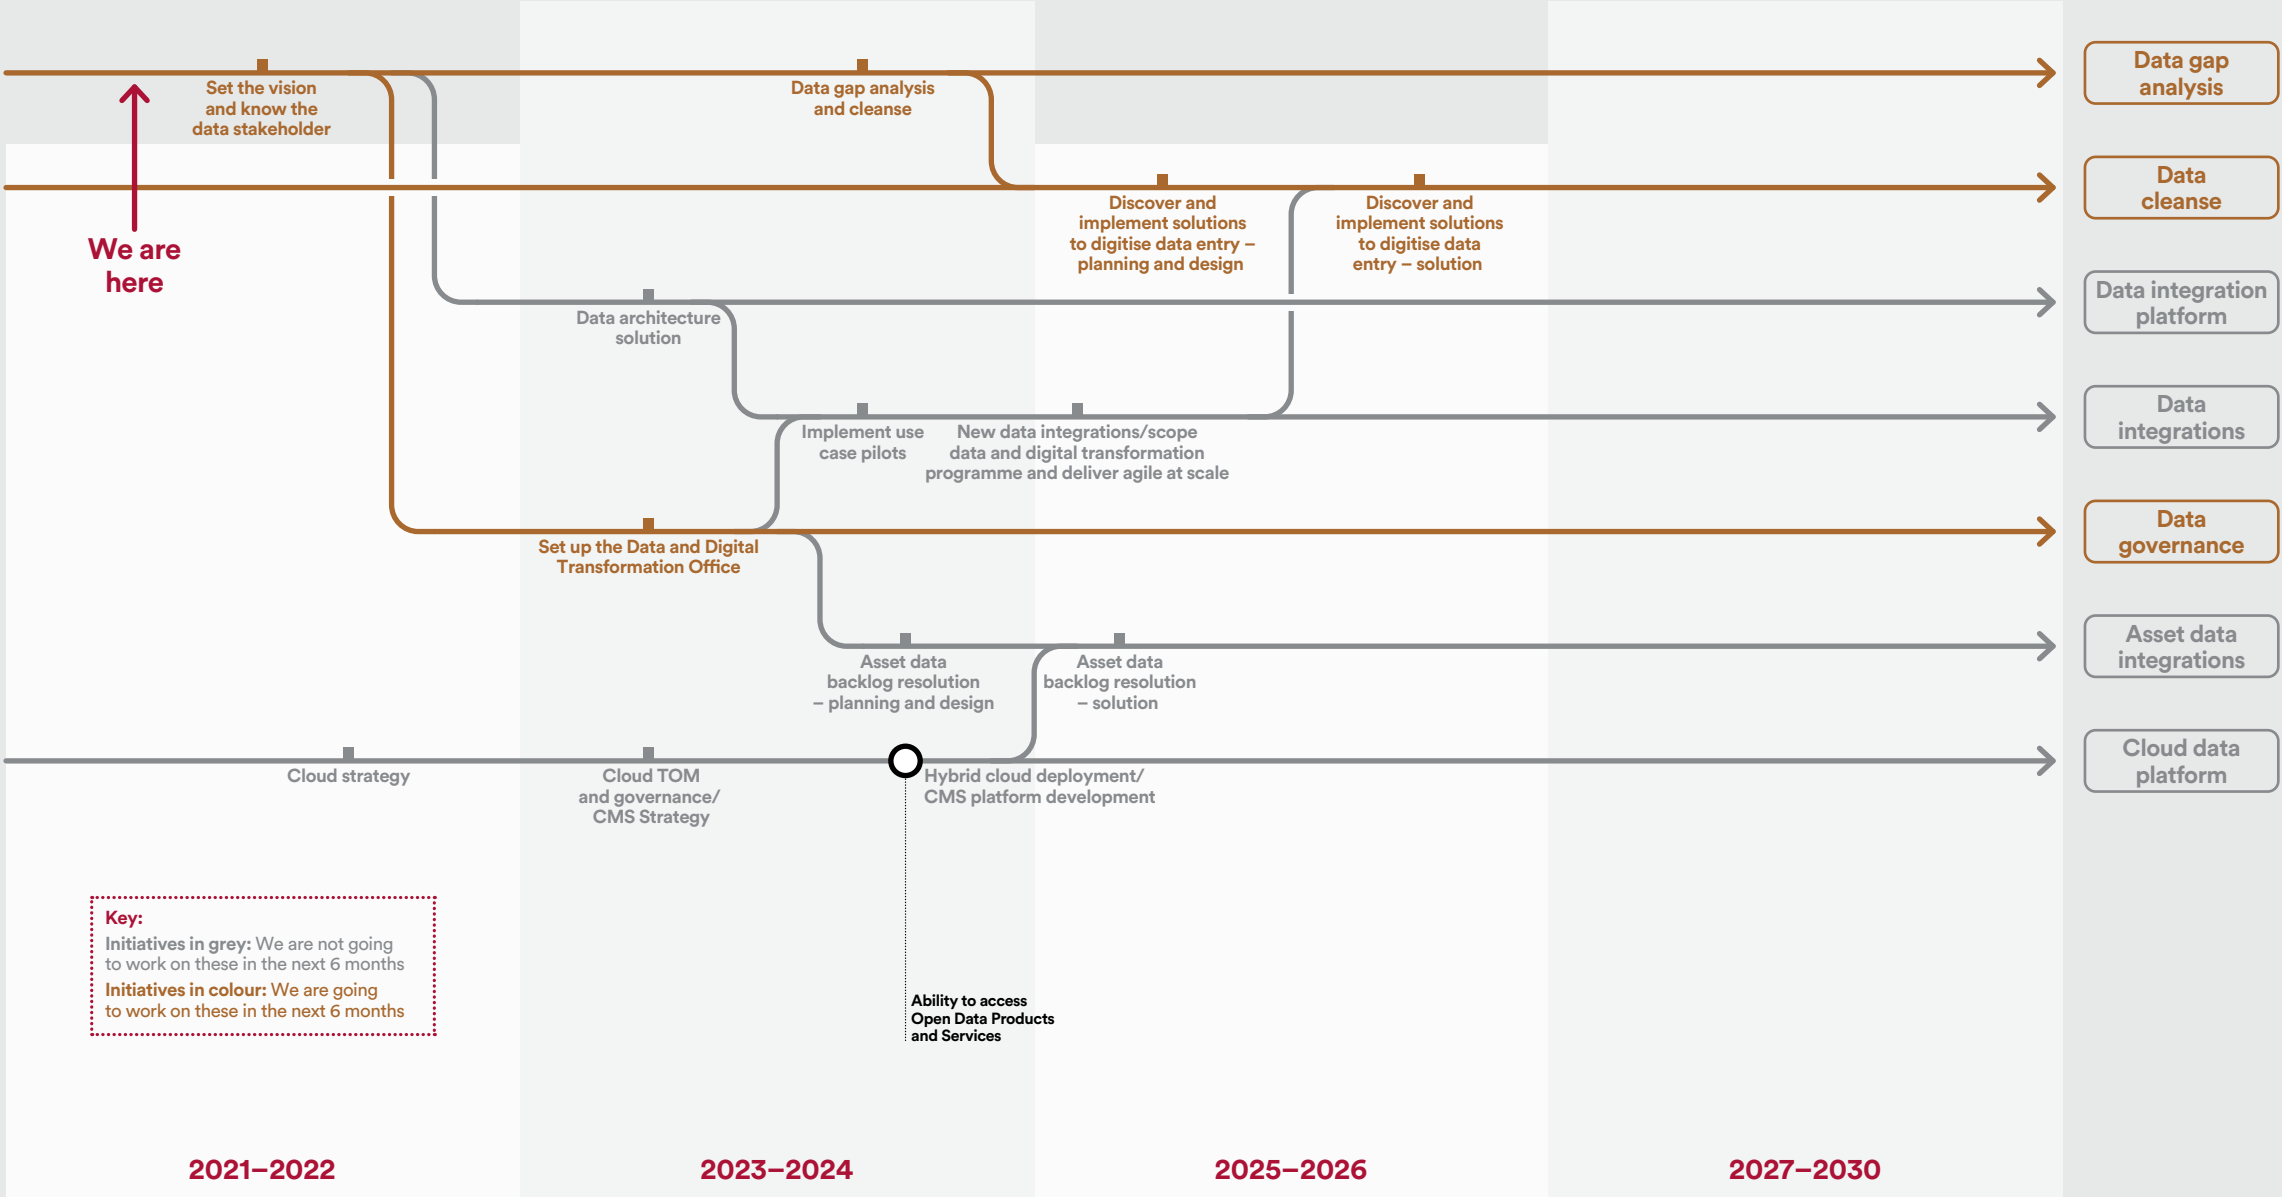 Set the vision
and know the
data stakeholder
Data gap analysis
and cleanse
Data gap
analysis
We are
here
Discover and
implement solutions
to digitise data entry –
planning and design
Discover and
implement solutions
to digitise data
entry – solution
Data
cleanse
Data architecture
solution
Data integration
platform
Implement use
case pilots
New data integrations/scope
data and digital transformation
programme and deliver agile at scale
Data
integrations
Set up the Data and Digital
Transformation Office
Data
governance
Asset data
backlog resolution
– planning and design
Asset data
backlog resolution
– solution
Asset data
integrations
Cloud strategy
Cloud TOM
and governance/
CMS Strategy
Hybrid cloud deployment/
CMS platform development
Cloud data
platform
Key:
Initiatives in grey: We are not going
to work on these in the next 6 months
Initiatives in colour: We are going
to work on these in the next 6 months
Ability to access
Open Data Products
and Services
2021–2022
2023–2024
2025–2026
2027–2030